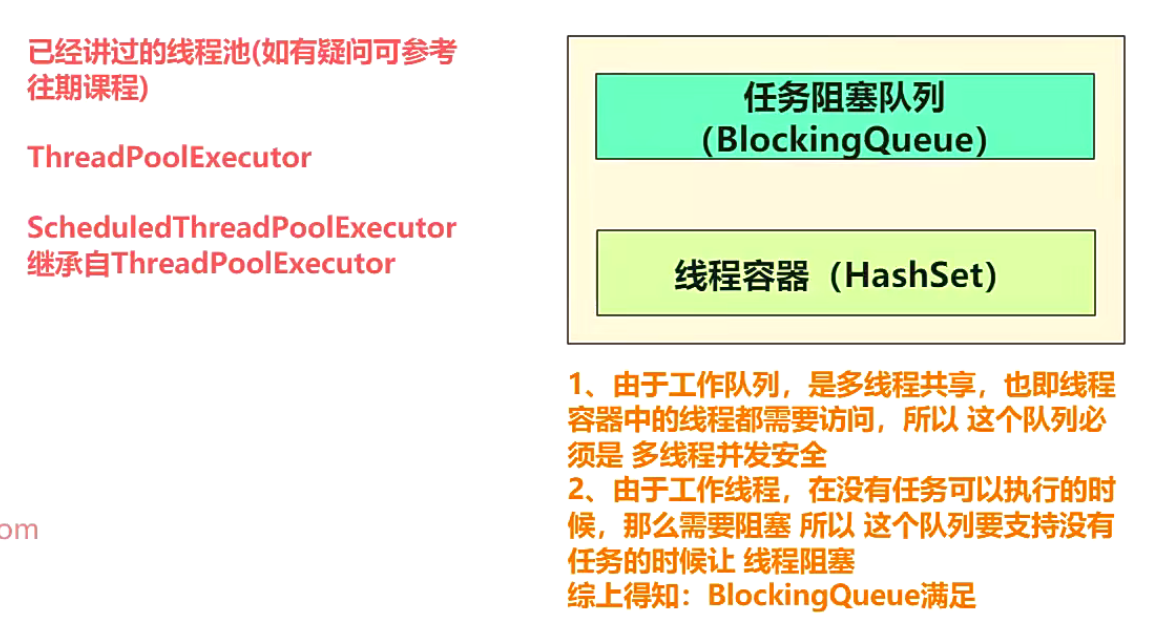 已经讲过的线程池(如有疑问可参考
往期课程)
ThreadPoolExecutor
ScheduledThreadPoolExecutor
继承自ThreadPoolExecutor
任务阻塞队列
（BlockingQueue）
线程容器（HashSet）
1、由于工作队列，是多线程共享，也即线程
容器中的线程都需要访问，所以 这个队列必
须是 多线程并发安全
2、由于工作线程，在没有任务可以执行的时
候，那么需要阻塞 所以 这个队列要支持没有
任务的时候让 线程阻塞
综上得知：BlockingQueue满足
om